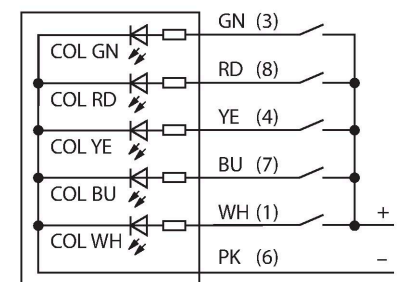 GN (3)
COL GN
RD (8)
COL RD
YE (4)
COL YE
BU (7)
COL BU
WH (1) +
COL WH
PK (6) –